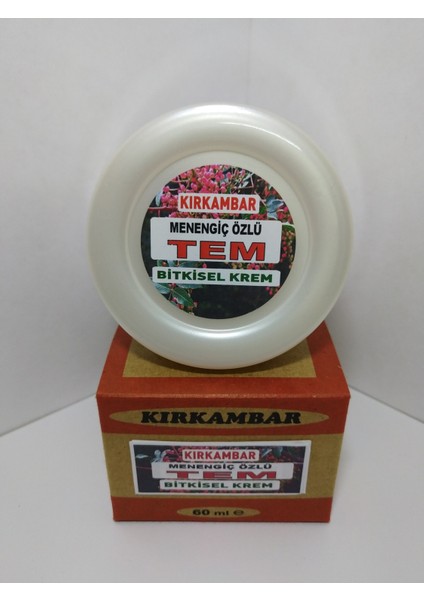 KIRKAMBAR
MENENGİÇ ÖZLÜ
TEM
BİTKİSEL KREM
KIRKAMBAR
KIRKAMBAR
MENENGİÇ ÖZLÜ
TEM
BİTKİSEL KREM
60 ml ℮